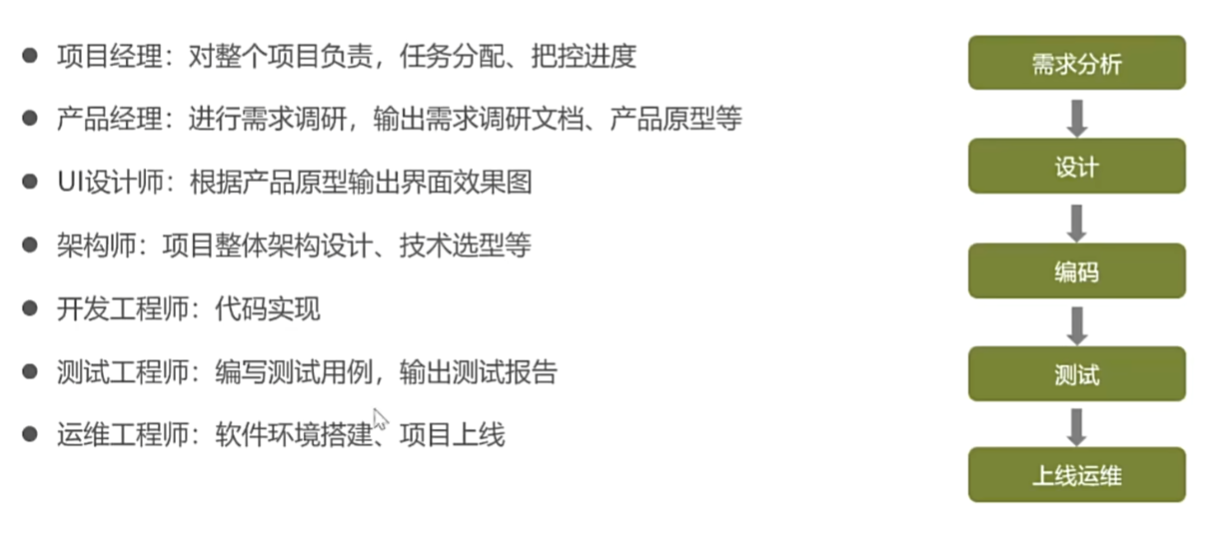 项目经理：对整个项目负责，任务分配、把控进度
产品经理：进行需求调研，输出需求调研文档、产品原型等
UI设计师：根据产品原型输出界面效果图
架构师：项目整体架构设计、技术选型等
开发工程师：代码实现
测试工程师：编写测试用例，输出测试报告
运维工程师：软件环境搭建、项目上线
需求分析
设计
编码
测试
上线运维